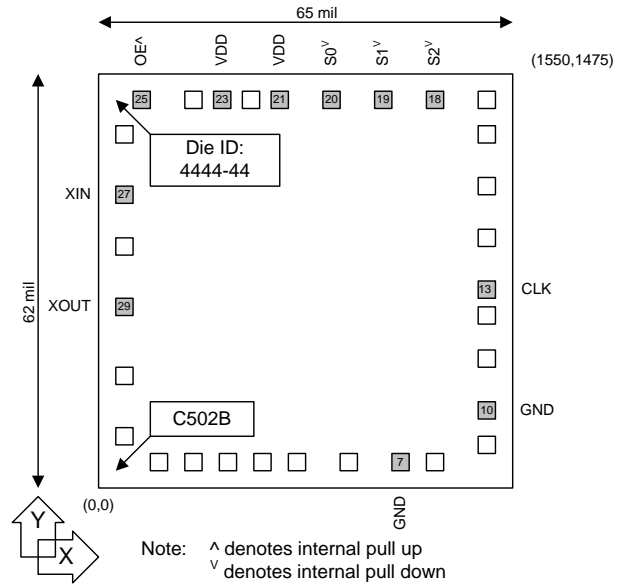 65 mil
OE^
VDD
VDD
S0V
S1V
S2V
(1550,1475)
25
23
21
20
19
18
Die ID:
4444-44
XIN
27
13
CLK
XOUT
29
62 mil
C502B
10
GND
7
(0,0)
GND
Y
X
Note: ^ denotes internal pull up
V denotes internal pull down